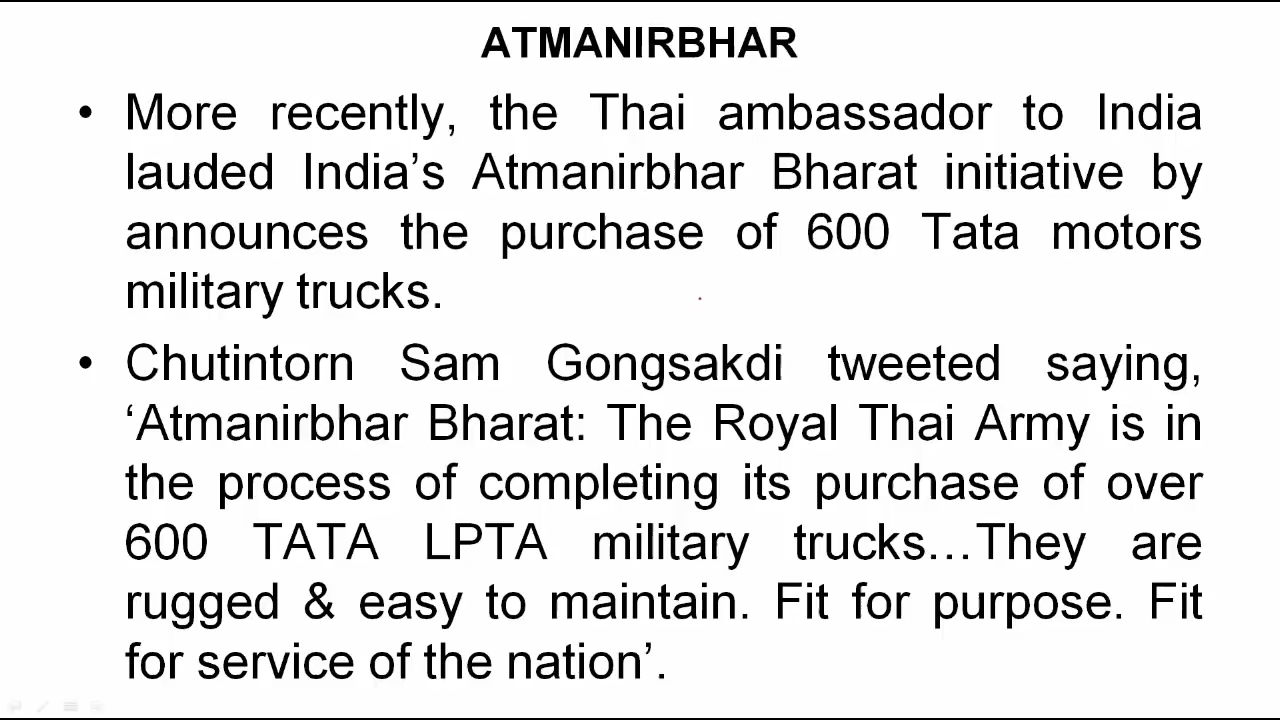 ATMANIRBHAR
• More recently, the Thai ambassador to India
lauded India’s Atmanirbhar Bharat initiative by
announces the purchase of 600 Tata motors
military trucks.
• Chutintorn Sam Gongsakdi tweeted saying,
‘Atmanirbhar Bharat: The Royal Thai Army is in
the process of completing its purchase of over
600 TATA LPTA military trucks…They are
rugged & easy to maintain. Fit for purpose. Fit
for service of the nation’.